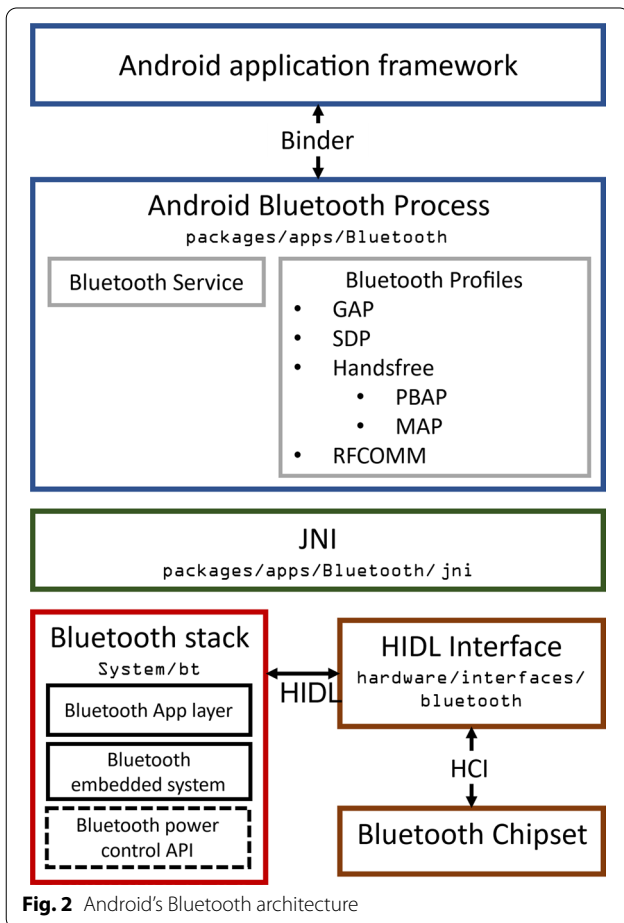 Android application framework
Binder
Android Bluetooth Process
packages/apps/Bluetooth
Bluetooth Service
Bluetooth Profiles
• GAP
• SDP
• Handsfree
• PBAP
• MAP
• RFCOMM
JNI
packages/apps/Bluetooth/jni
Bluetooth stack
System/bt
Bluetooth App layer
Bluetooth
embedded system
Bluetooth power
control API
HIDL
HIDL Interface
hardware/interfaces/
bluetooth
HCI
Bluetooth Chipset
Fig. 2 Android's Bluetooth architecture